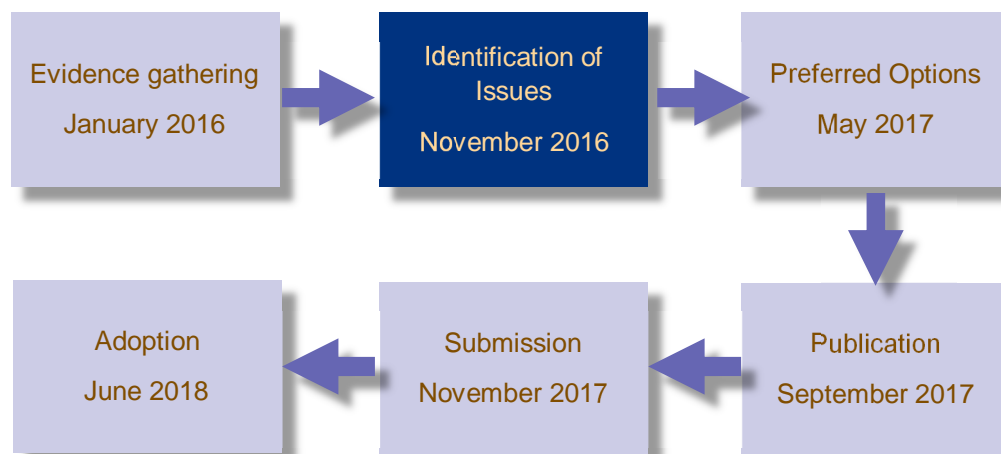 Evidence gathering
January 2016
Identification of
Issues
November 2016
Preferred Options
May 2017
Publication
September 2017
Submission
November 2017
Adoption
June 2018